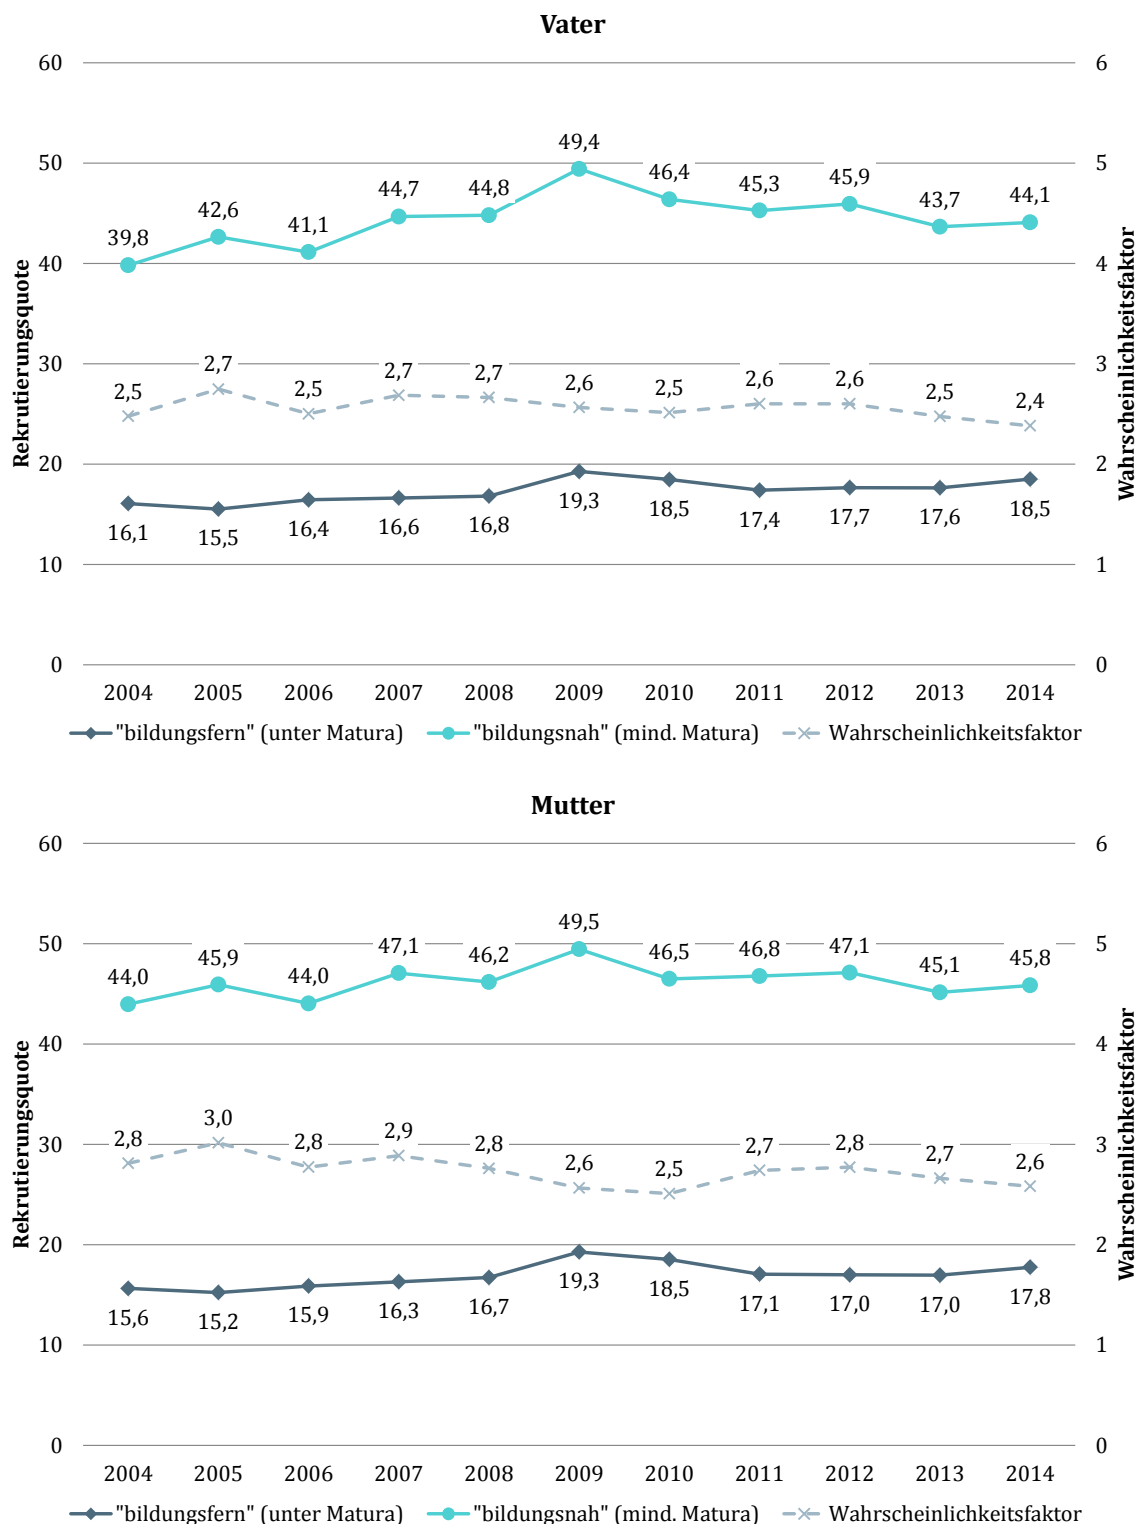 Vater
60 6
49,4
50 46,4 5
44,7 44,8 45,3 45,9
42,6 43,7 44,1
39,8 41,1
40 4
Rekrutierungsquote
Wahrscheinlichkeitsfaktor
30 3
2,5 2,7 2,5 2,7 2,7 2,6 2,5 2,6 2,6 2,5 2,4
20 2
16,1 15,5 16,4 16,6 16,8 19,3 18,5 17,4 17,7 17,6 18,5
10 1
0 0
2004 2005 2006 2007 2008 2009 2010 2011 2012 2013 2014
"bildungsfern" (unter Matura) "bildungsnah" (mind. Matura) Wahrscheinlichkeitsfaktor
Mutter
60 6
49,5
50 5
44,0 45,9 44,0 47,1 46,2 46,5 46,8 47,1 45,1 45,8
40 4
Rekrutierungsquote
Wahrscheinlichkeitsfaktor
30 3
2,8 3,0 2,8 2,9 2,8 2,6 2,5 2,7 2,8 2,7 2,6
20 2
15,6 15,2 15,9 16,3 16,7 19,3 18,5 17,1 17,0 17,0 17,8
10 1
0 0
2004 2005 2006 2007 2008 2009 2010 2011 2012 2013 2014
"bildungsfern" (unter Matura) "bildungsnah" (mind. Matura) Wahrscheinlichkeitsfaktor